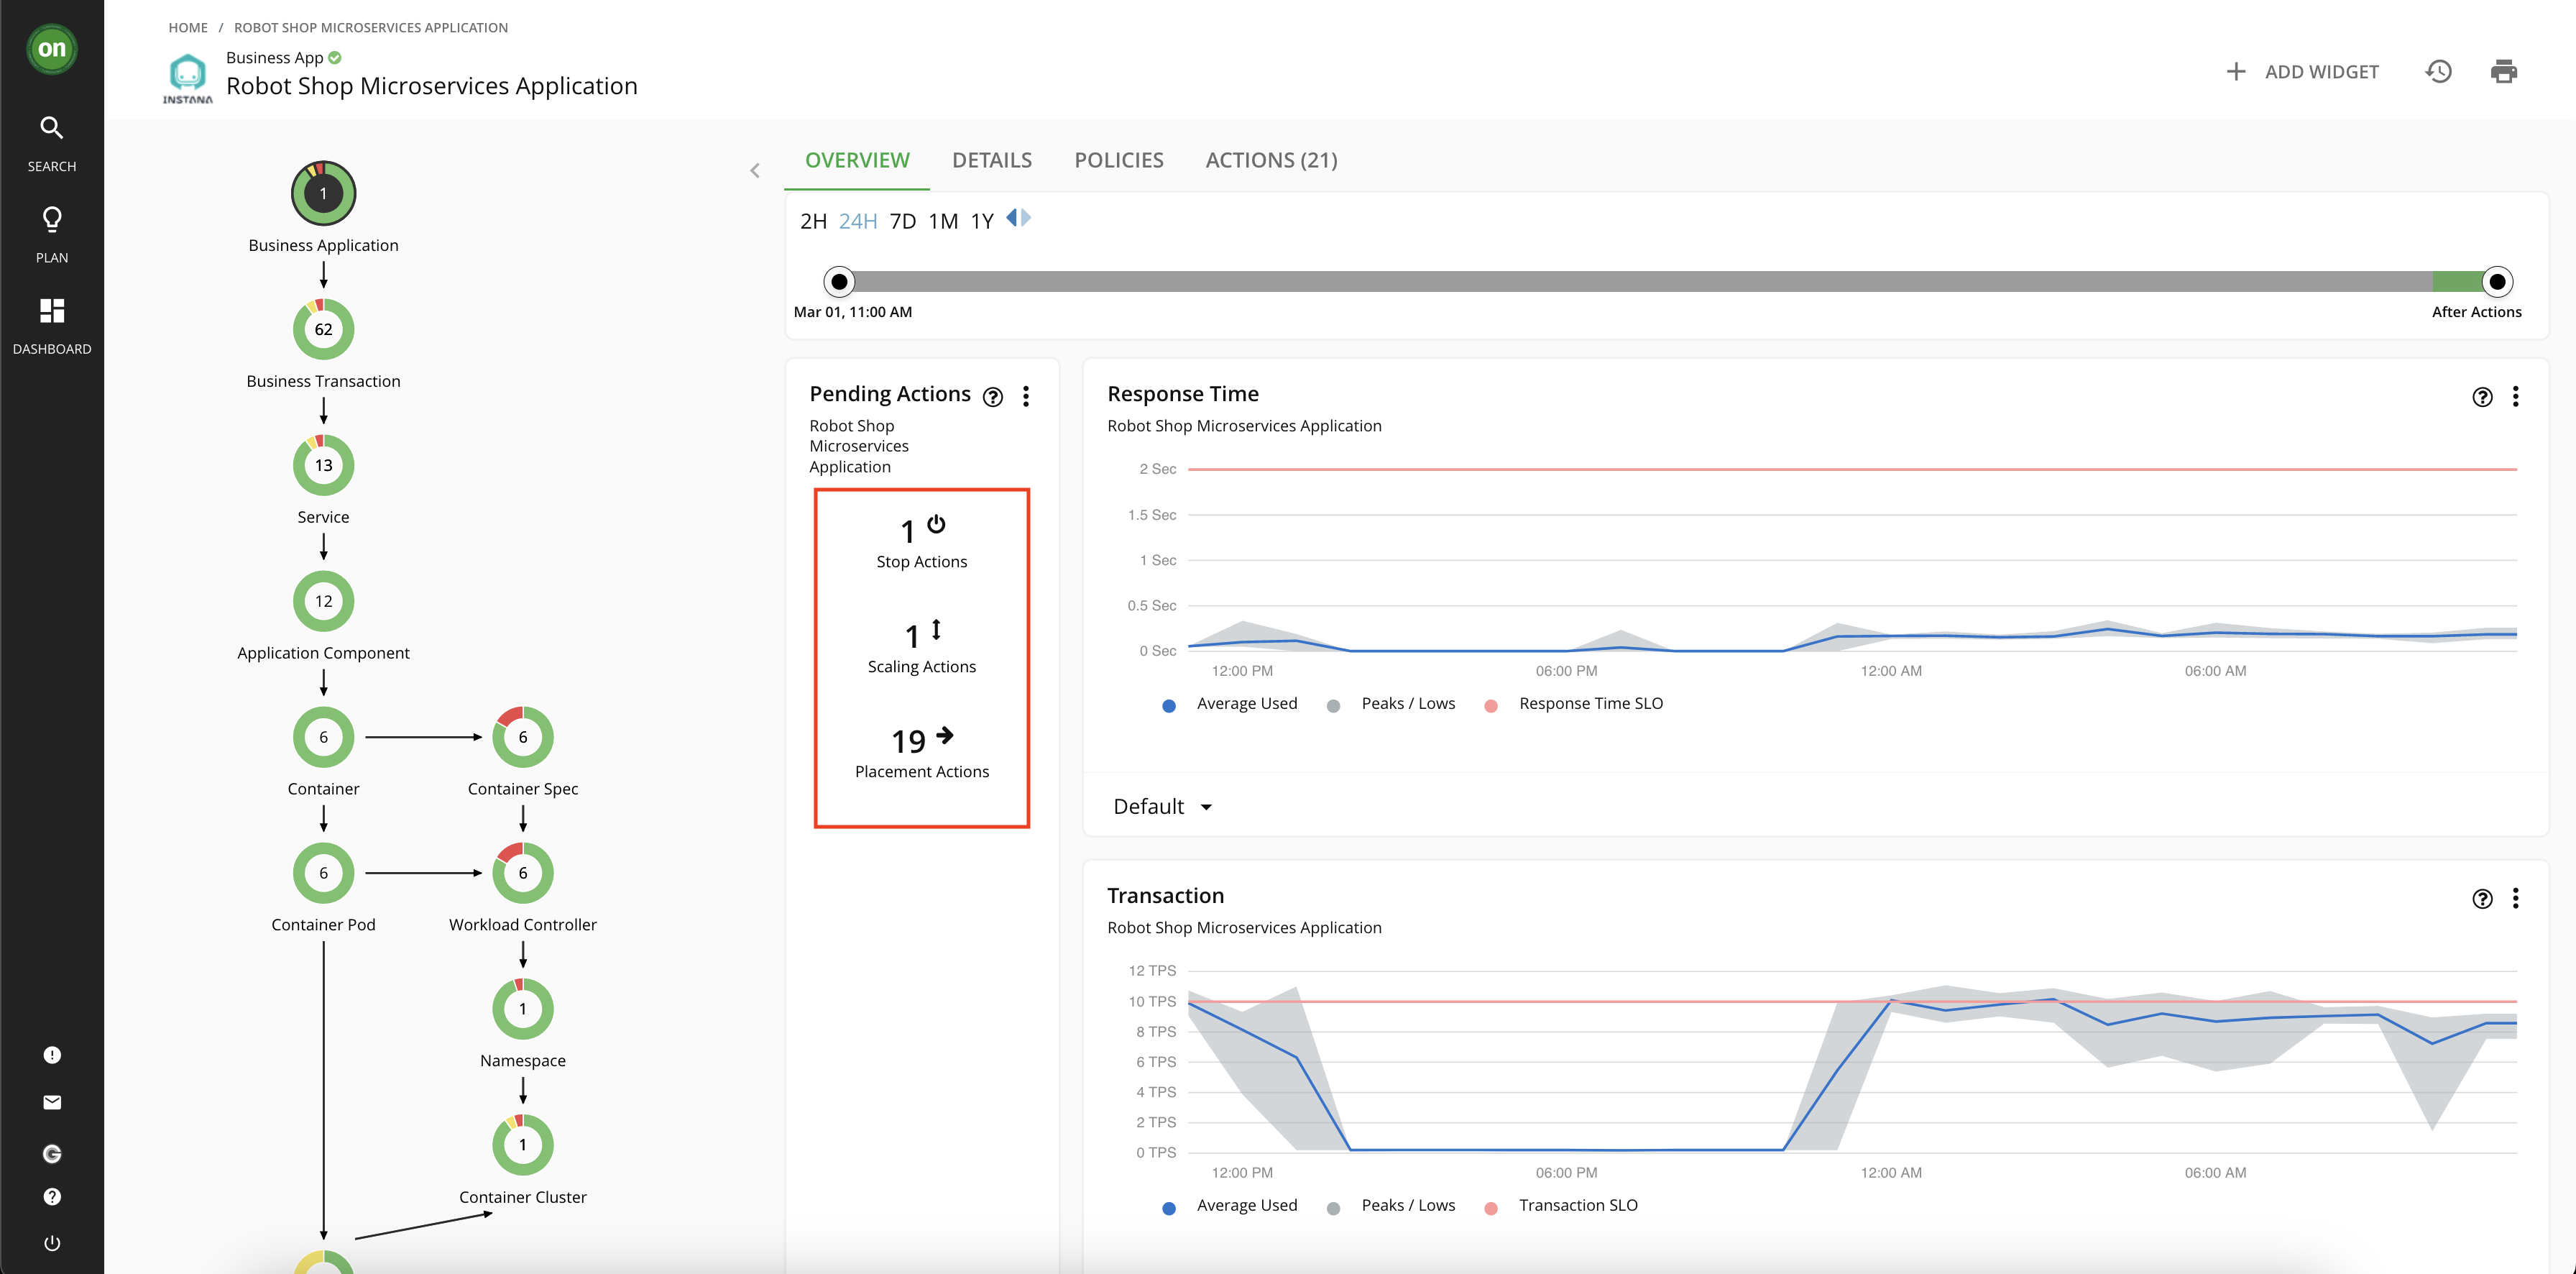 on
SEARCH
PLAN
DASHBOARD
HOME / ROBOT SHOP MICROSERVICES APPLICATION
INSTANA
Business App
Robot Shop Microservices Application
ADD WIDGET
1
Business Application
62
Business Transaction
13
Service
12
Application Component
6
Container
6
Container Spec
6
Container Pod
6
Workload Controller
1
Namespace
1
Container Cluster
OVERVIEW DETAILS POLICIES ACTIONS (21)
2H 24H 7D 1M 1Y
Mar 01, 11:00 AM
After Actions
Pending Actions
Robot Shop
Microservices
Application
1
Stop Actions
1
Scaling Actions
19
Placement Actions
Response Time
Robot Shop Microservices Application
2 Sec
1.5 Sec
1 Sec
0.5 Sec
0 Sec
12:00 PM 06:00 PM 12:00 AM 06:00 AM
Average Used Peaks / Lows Response Time SLO
Default
Transaction
Robot Shop Microservices Application
12 TPS
10 TPS
8 TPS
6 TPS
4 TPS
2 TPS
0 TPS
12:00 PM 06:00 PM 12:00 AM 06:00 AM
Average Used Peaks / Lows Transaction SLO